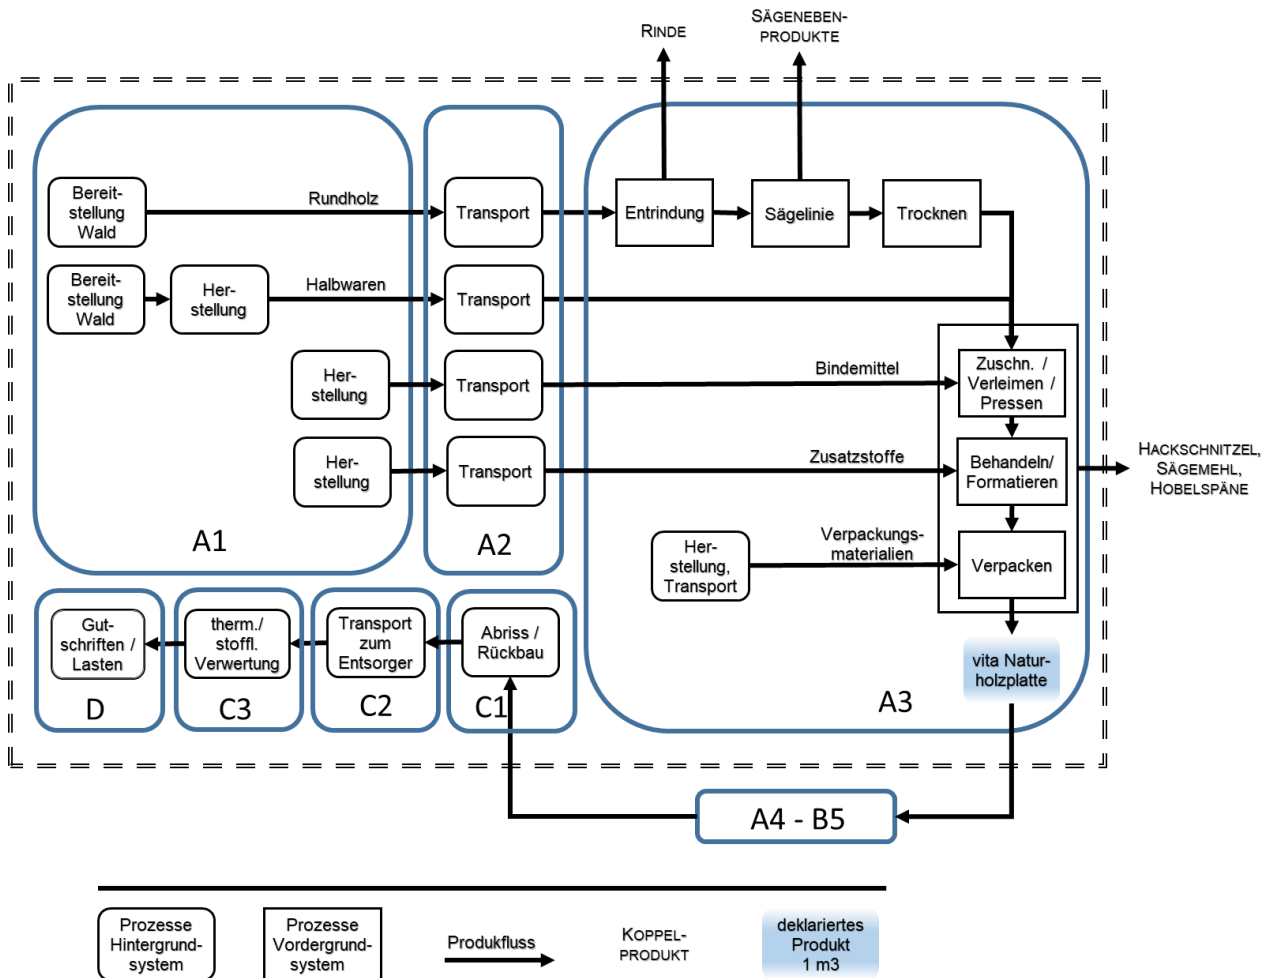 RINDE
SÄGENEBEN-
PRODUKTE
Bereit-
stellung
Wald
Rundholz
Transport
Entrindung
Sägelinie
Trocknen
Bereit-
stellung
Wald
Her-
stellung
Halbwaren
Transport
Her-
stellung
Transport
Bindemittel
Zuschn. /
Verleimen /
Pressen
Her-
stellung
Transport
Zusatzstoffe
Behandeln/
Formatieren
HACKSCHNITZEL,
SÄGEMEHL,
HOBELSPÄNE
A1
A2
Her-
stellung,
Transport
Verpackungs-
materialien
Verpacken
Gut-
schriften /
Lasten
therm./
stoffl.
Verwertung
Transport
zum
Entsorger
Abriss /
Rückbau
vita Natur-
holzplatte
D
C3
C2
C1
A3
A4 - B5
Prozesse
Hintergrund-
system
Prozesse
Vordergrund-
system
Produkfluss
KOPPEL-
PRODUKT
deklariertes
Produkt
1 m3